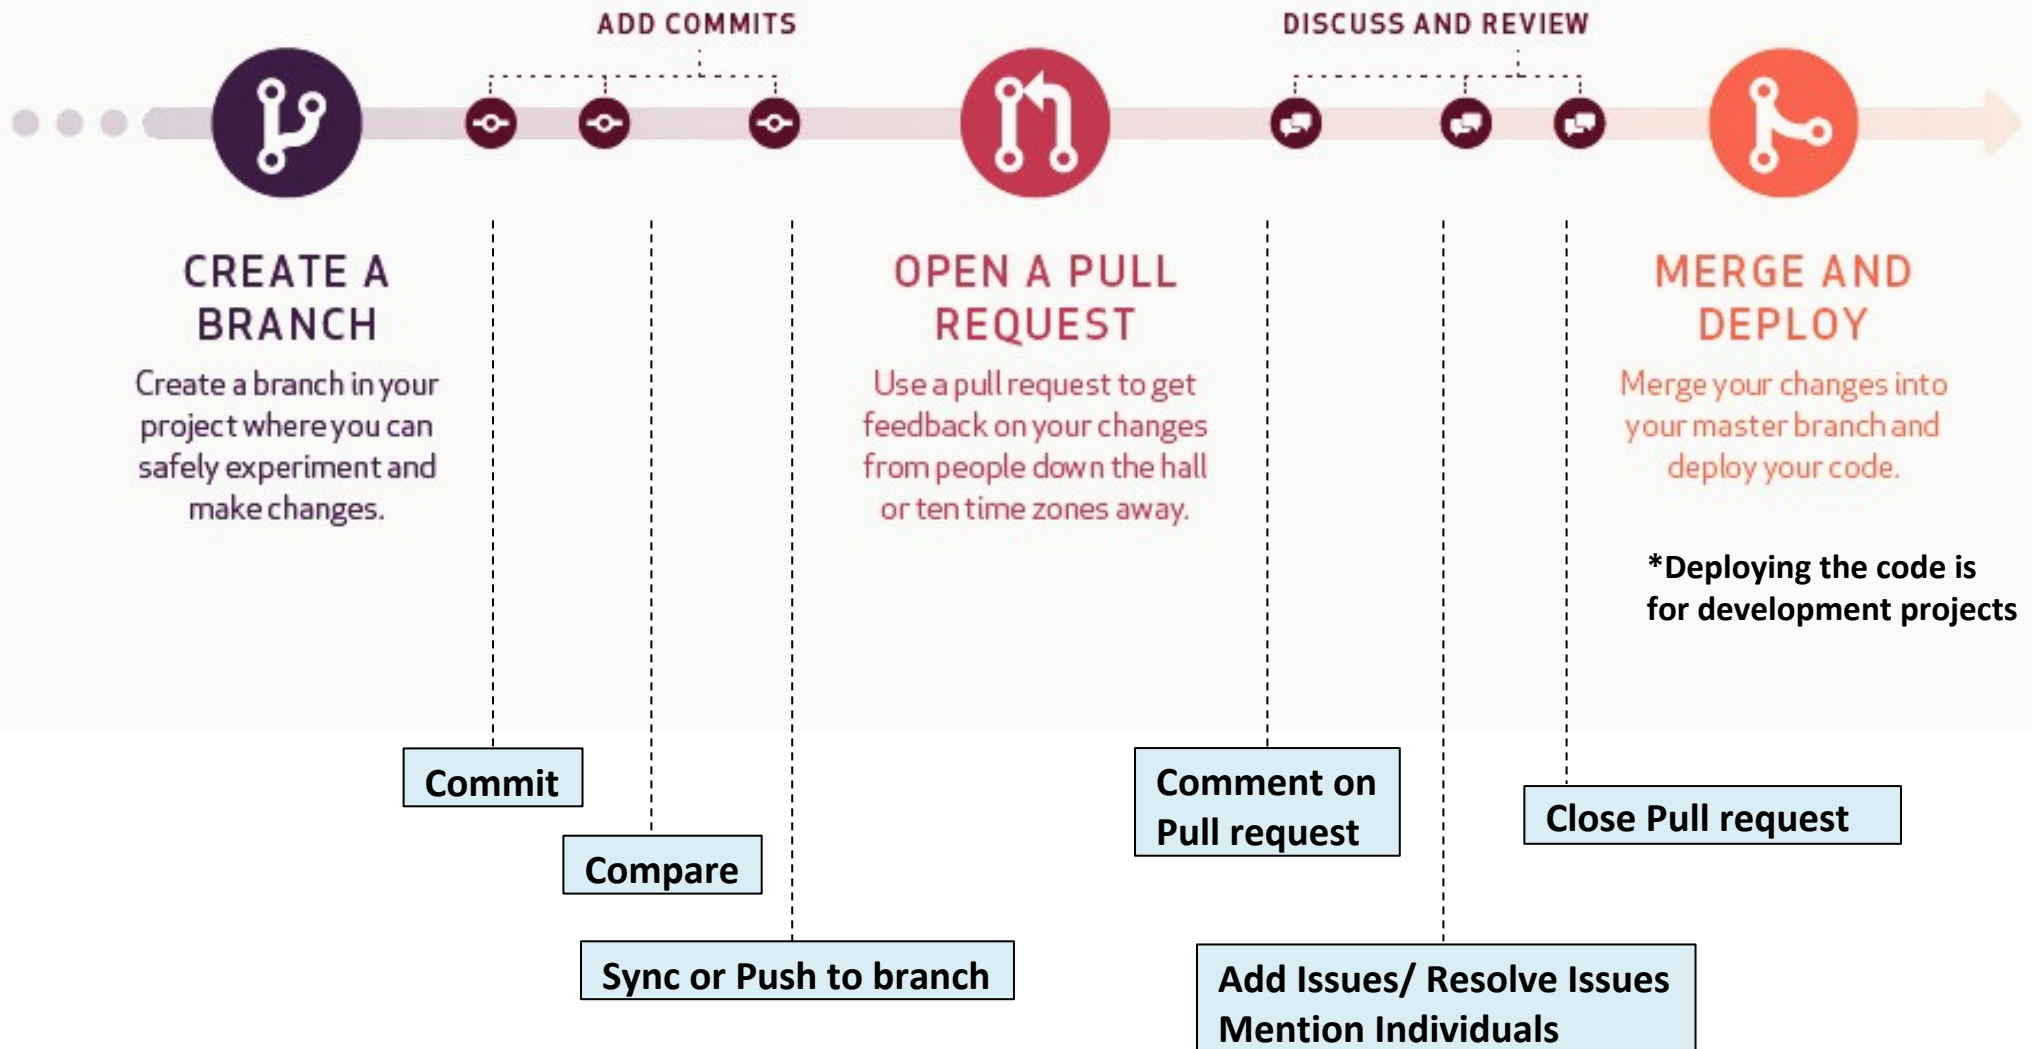 ADD COMMITS
DISCUSS AND REVIEW
CREATE A
BRANCH
Create a branch in your
project where you can
safely experiment and
make changes.
OPEN A PULL
REQUEST
Use a pull request to get
feedback on your changes
from people down the hall
or ten time zones away.
MERGE AND
DEPLOY
Merge your changes into
your master branch and
deploy your code.
*Deploying the code is
for development projects
Commit
Compare
Sync or Push to branch
Comment on
Pull request
Add Issues/ Resolve Issues
Mention Individuals
Close Pull request